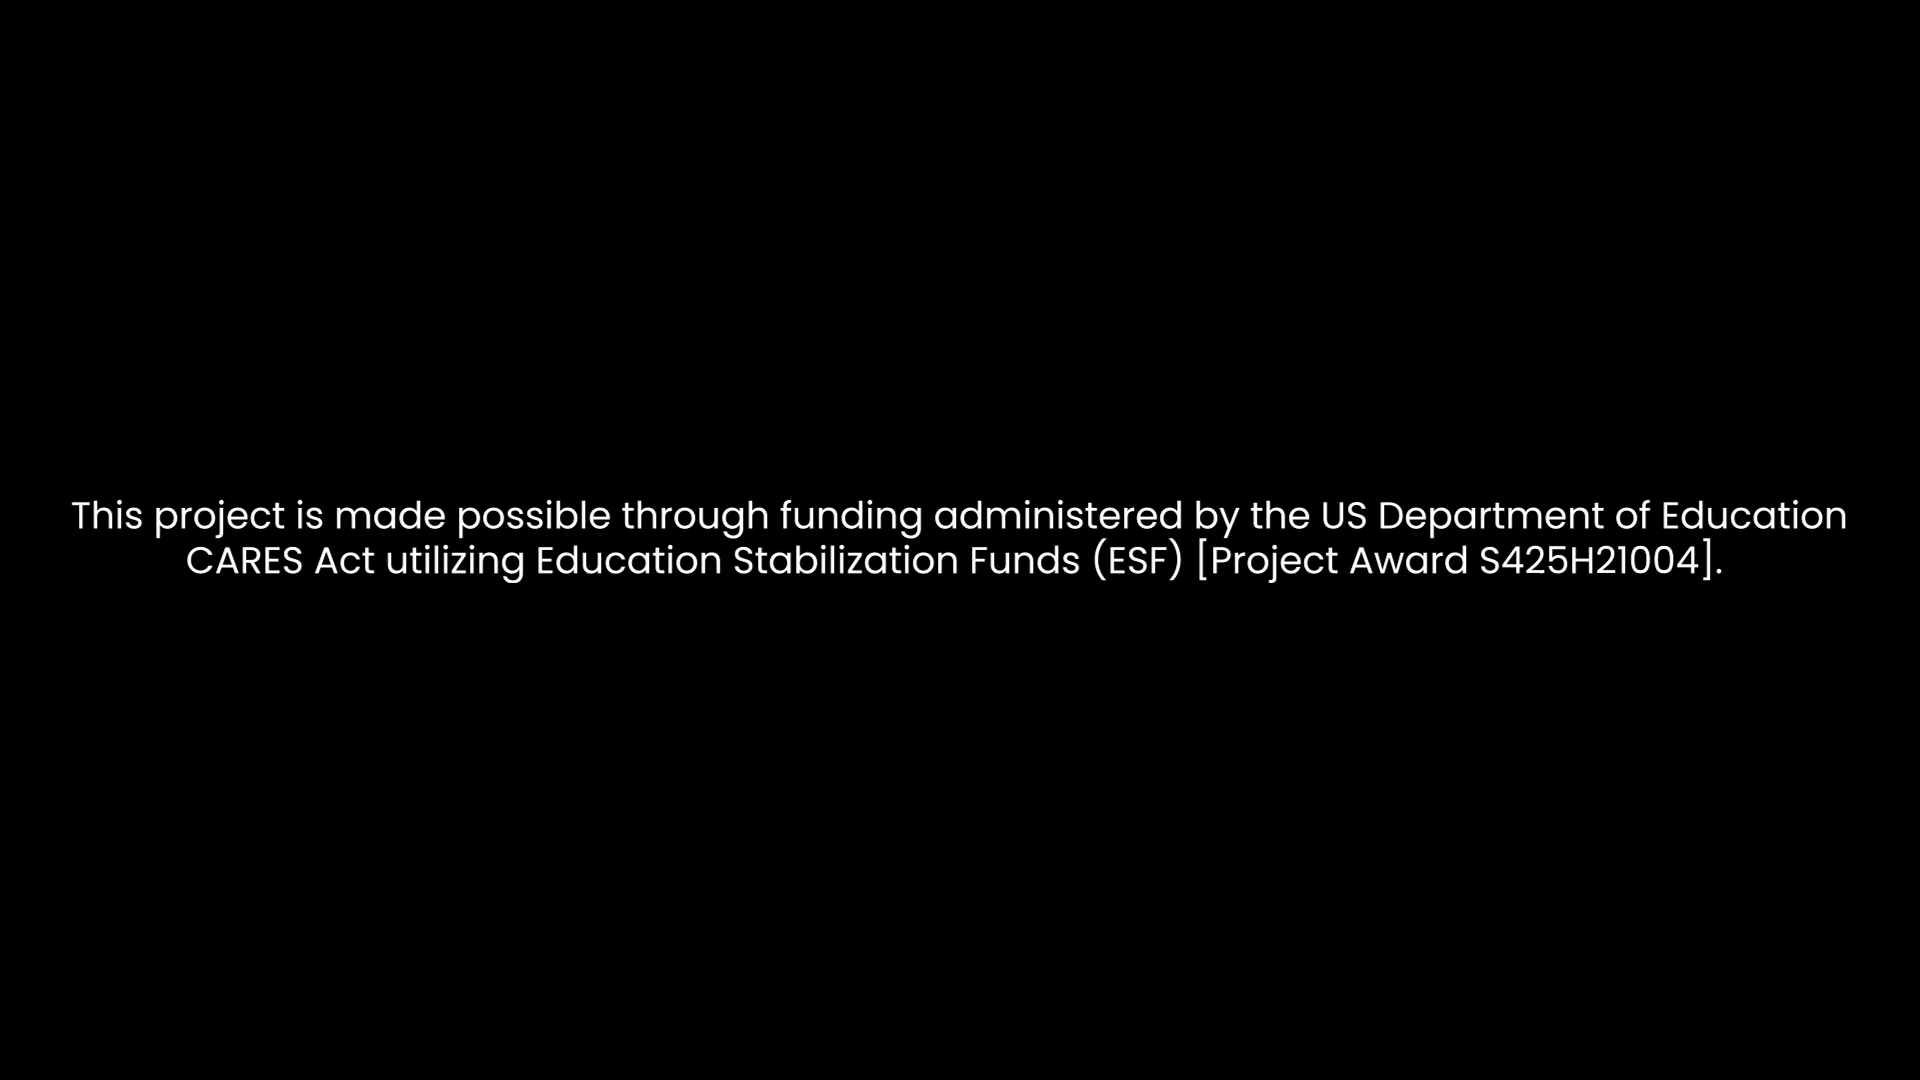 This project is made possible through funding administered by the US Department of Education
CARES Act utilizing Education Stabilization Funds (ESF) [Project Award S425H21004].